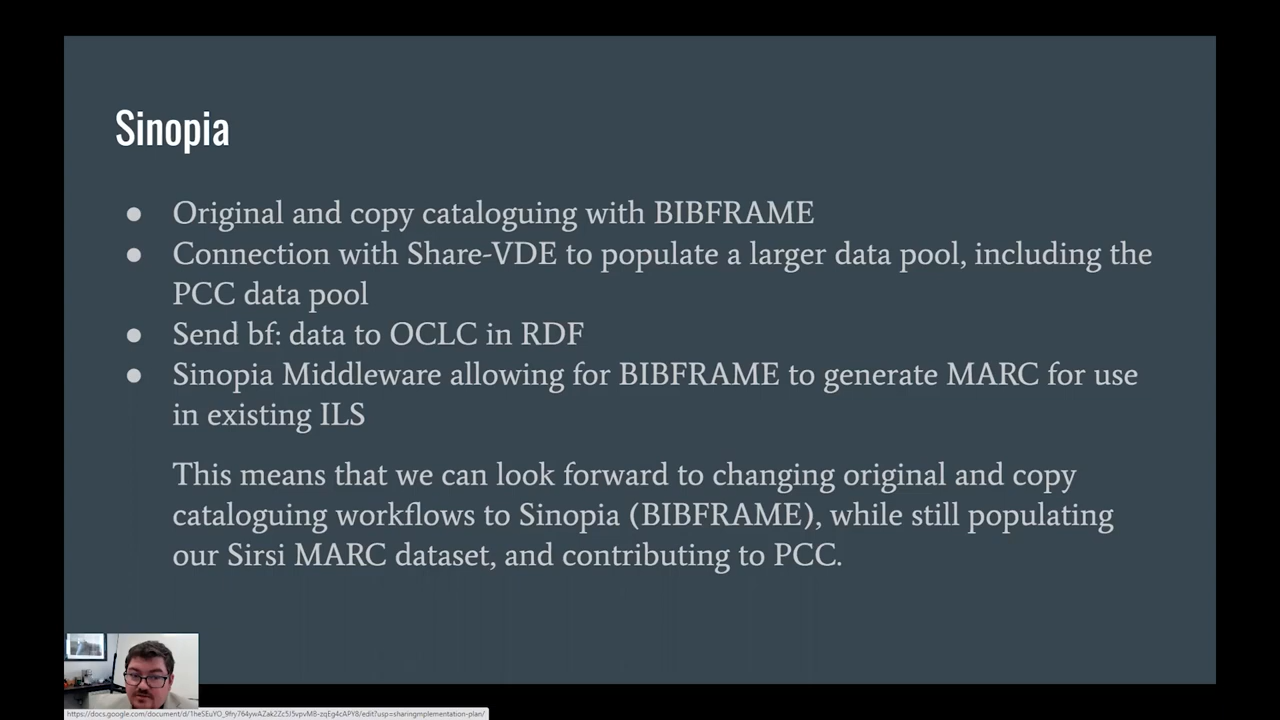 Sinopia
● Original and copy cataloguing with BIBFRAME
● Connection with Share-VDE to populate a larger data pool, including the
PCC data pool
● Send bf: data to OCLC in RDF
● Sinopia Middleware allowing for BIBFRAME to generate MARC for use
in existing ILS
This means that we can look forward to changing original and copy
cataloguing workflows to Sinopia (BIBFRAME), while still populating
our Sirsi MARC dataset, and contributing to PCC.